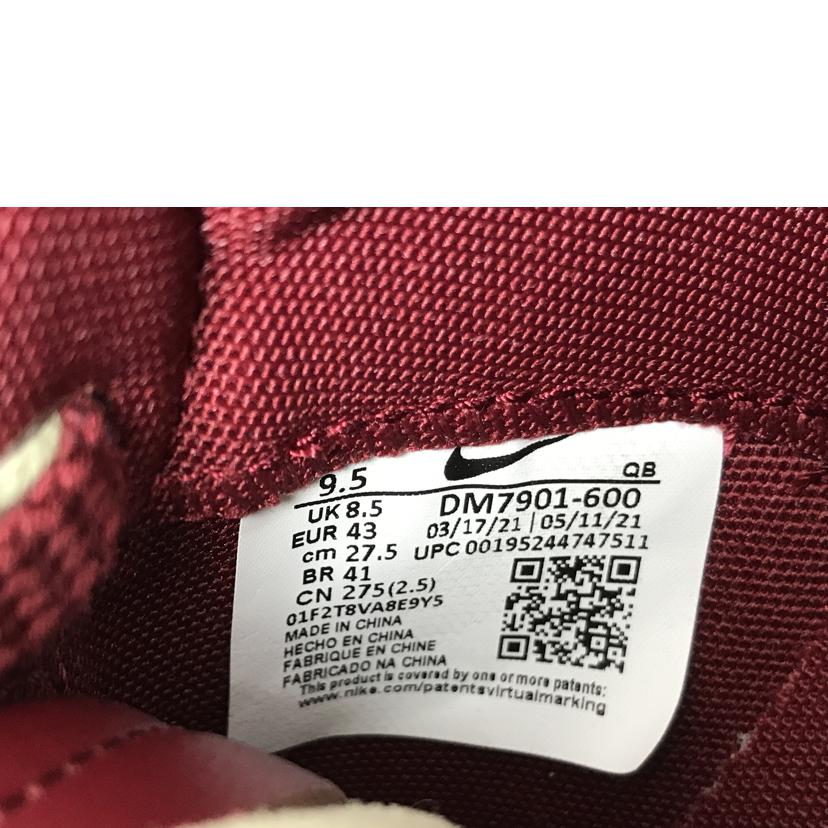 9.5 QB
UK 8.5 DM7901-600
EUR 43 03/17/21 | 05/11/21
cm 27.5 UPC 00195244747511
BR 41
CN 275(2.5)
01F2T8VA8E9Y5
MADE IN CHINA
HECHO EN CHINA
FABRIQUE EN CHINE
FABRICADO NA CHINA
This product is covered by one or more patents:
www.nike.com/patentsvirtualmarking